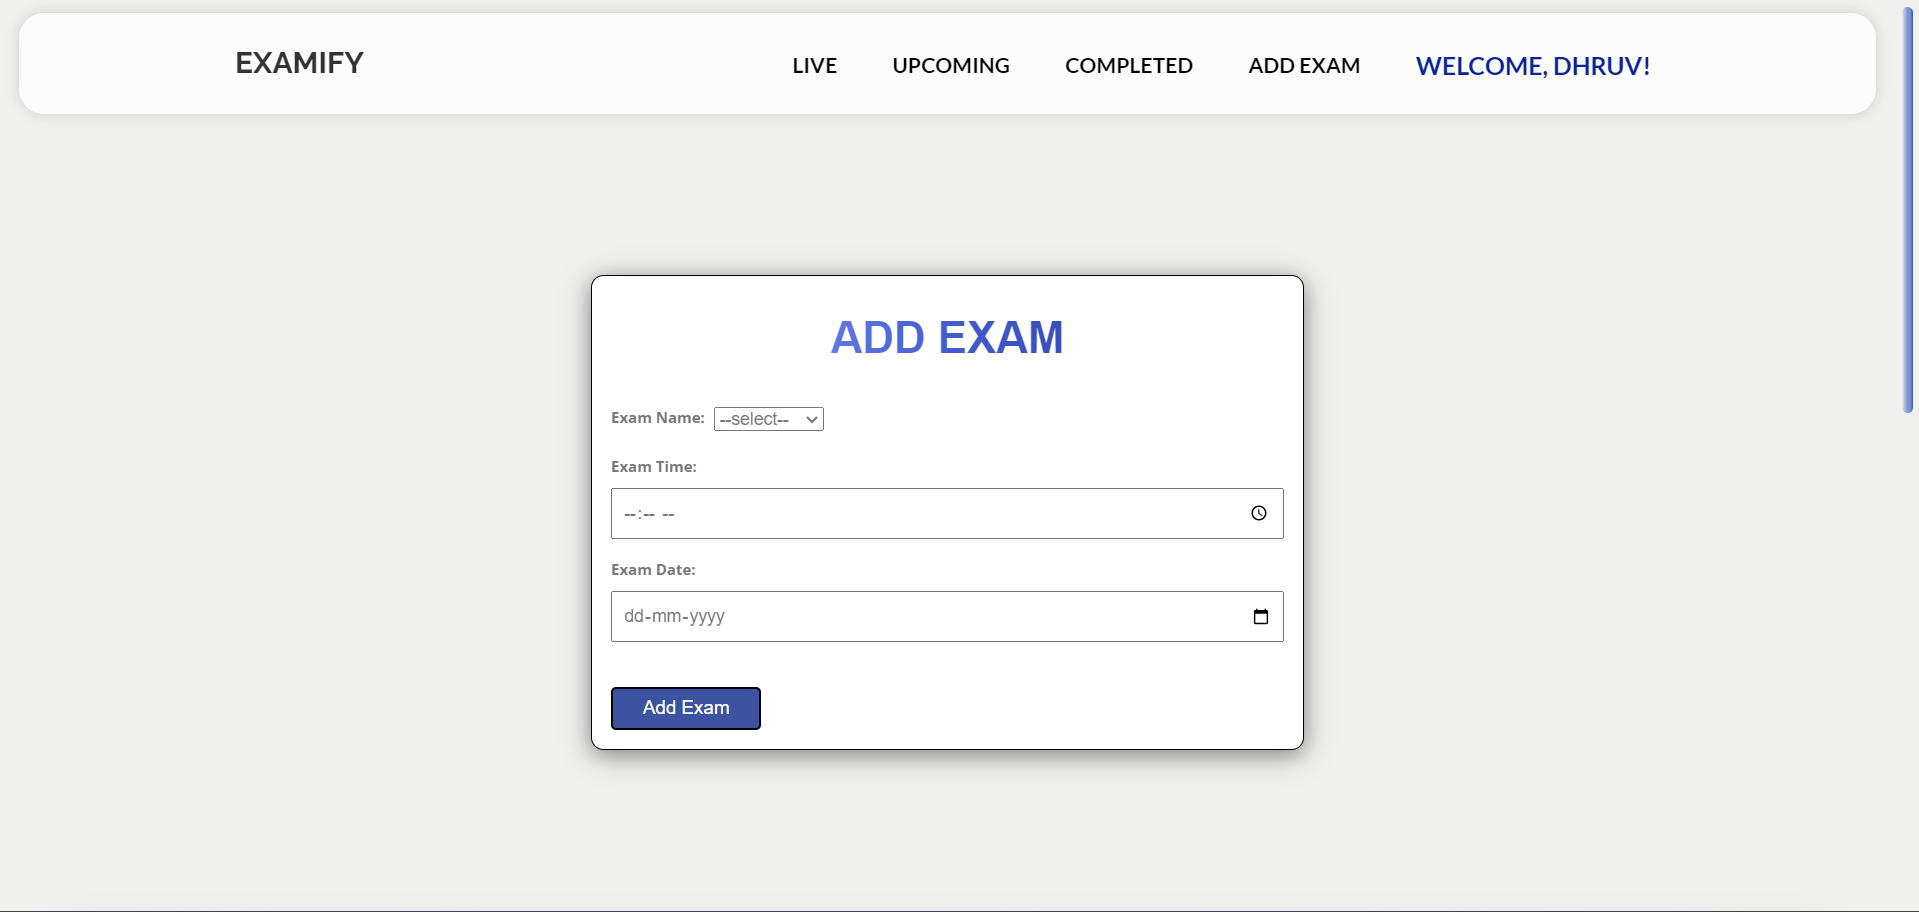 EXAMIFY
LIVE
UPCOMING
COMPLETED
ADD EXAM
WELCOME, DHRUV!
ADD EXAM
Exam Name: --select--
Exam Time:
--:-- --
Exam Date:
dd-mm-yyyy
Add Exam